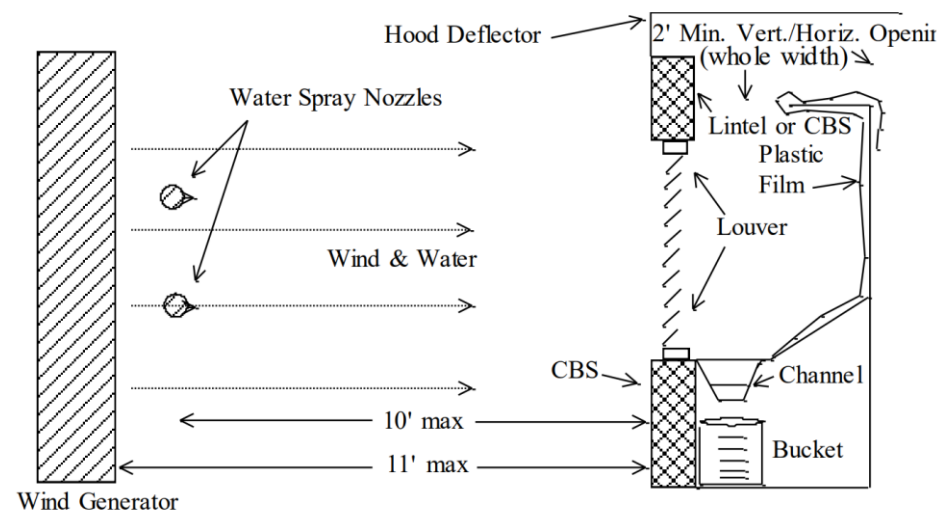 Hood Deflector
2' Min. Vert./Horiz. Openin
(whole width)
Water Spray Nozzles
Lintel or CBS
Plastic
Film
Louver
Wind & Water
CBS
Channel
10' max
Bucket
11' max
Wind Generator